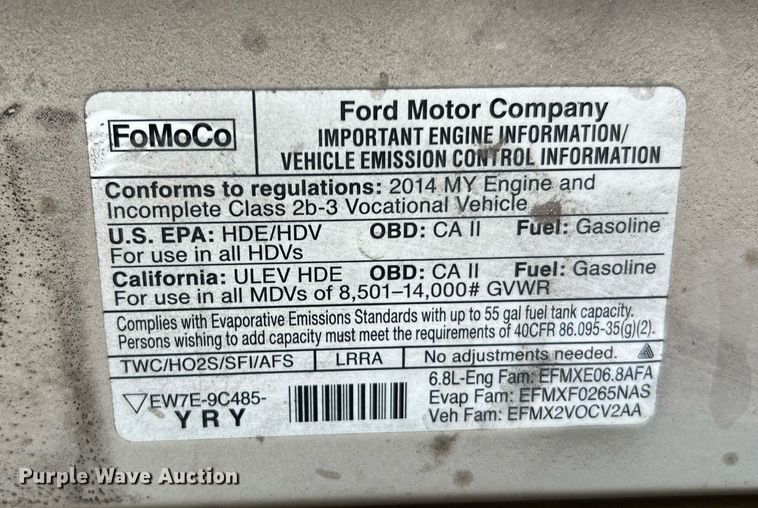 FoMoCo
Ford Motor Company
IMPORTANT ENGINE INFORMATION/
VEHICLE EMISSION CONTROL INFORMATION
Conforms to regulations: 2014 MY Engine and
Incomplete Class 2b-3 Vocational Vehicle
U.S. EPA: HDE/HDV OBD: CA II Fuel: Gasoline
For use in all HDVs
California: ULEV HDE OBD: CA II Fuel: Gasoline
For use in all MDVs of 8,501–14,000# GVWR
Complies with Evaporative Emissions Standards with up to 55 gal fuel tank capacity.
Persons wishing to add capacity must meet the requirements of 40CFR 86.095-35(g)(2).
TWC/HO2S/SFI/AFS LRRA No adjustments needed.
EW7E-9C485-
YRY
6.8L-Eng Fam: EFMXE06.8AFA
Evap Fam: EFMXF0265NAS
Veh Fam: EFMX2VOCV2AA
Purple Wave Auction